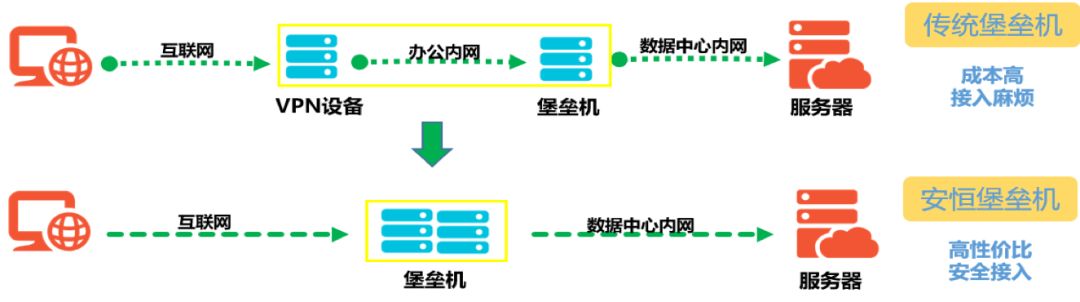 互联网
办公内网
数据中心内网
传统堡垒机
成本高
接入麻烦
VPN设备
堡垒机
服务器
互联网
数据中心内网
安恒堡垒机
高性价比
安全接入
堡垒机
服务器